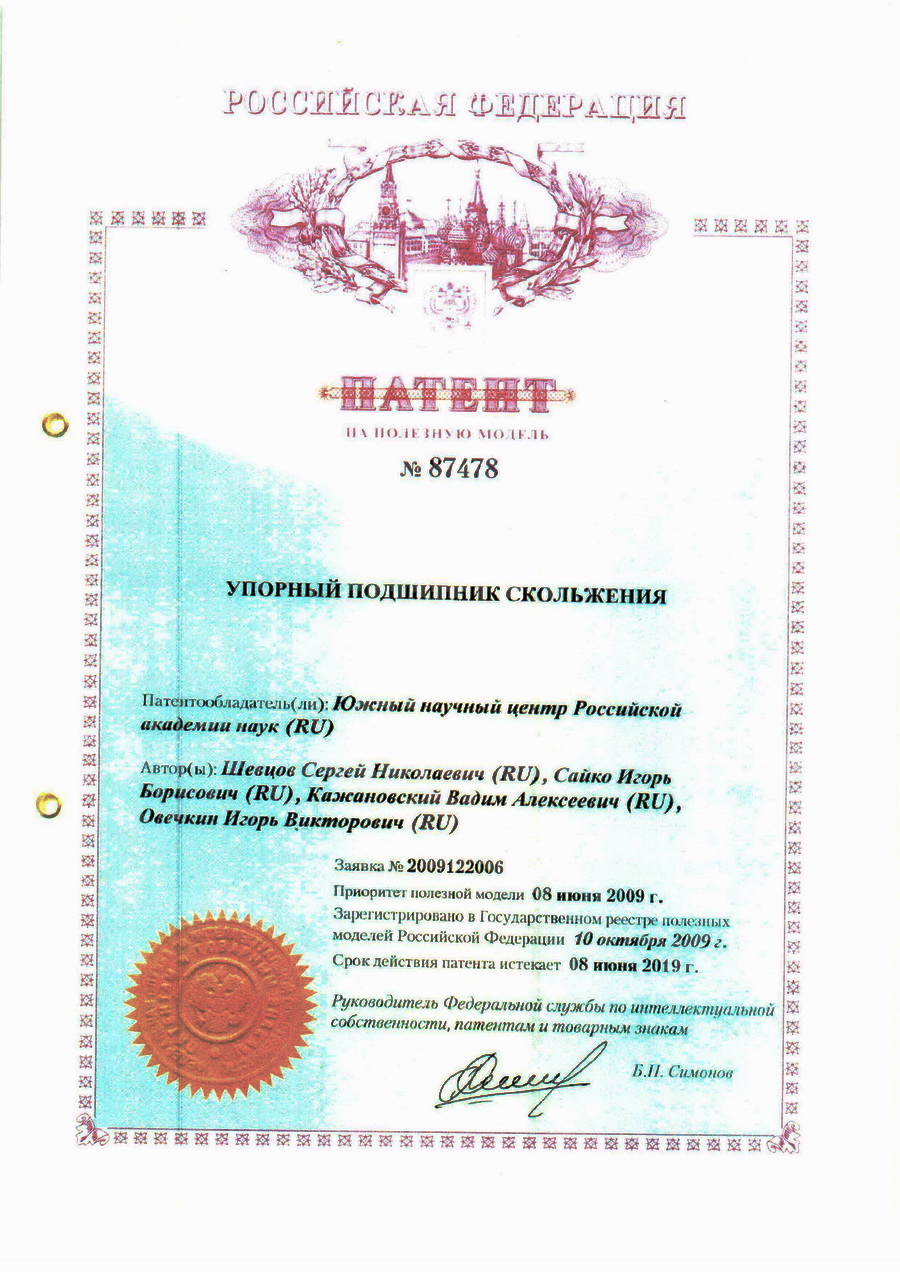 РОССИЙСКАЯ ФЕДЕРАЦИЯ
ПАТЕНТ
НА ПОЛЕЗНУЮ МОДЕЛЬ
№ 87478
УПОРНЫЙ ПОДШИПНИК СКОЛЬЖЕНИЯ
Патентообладатель(ли): Южный научный центр Российской
академии наук (RU)
Автор(ы): Шевцов Сергей Николаевич (RU), Сайко Игорь
Борисович (RU), Кажановский Вадим Алексеевич (RU),
Овечкин Игорь Викторович (RU)
Заявка № 2009122006
Приоритет полезной модели 08 июня 2009 г.
Зарегистрировано в Государственном реестре полезных
моделей Российской Федерации 10 октября 2009 г.
Срок действия патента истекает 08 июня 2019 г.
Руководитель Федеральной службы по интеллектуальной
собственности, патентам и товарным знакам
Б.П. Симонов